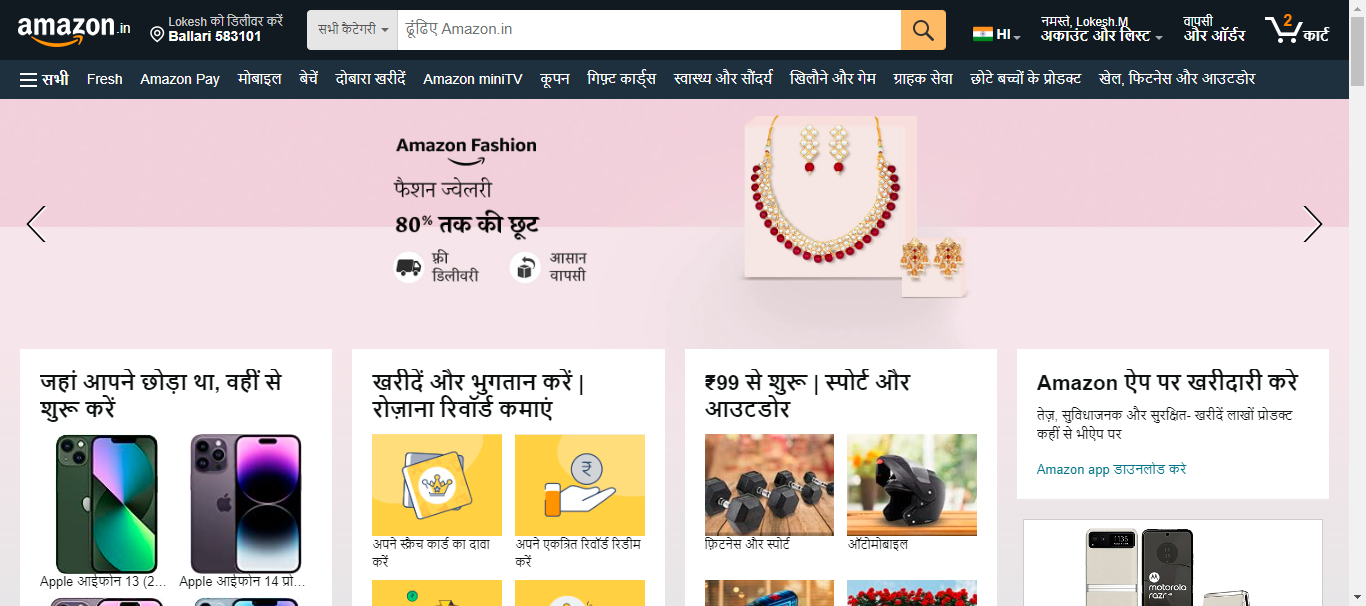 amazon.in
Lokesh को डिलीवर करें
Ballari 583101
सभी कैटेगरी
ढूंढिए Amazon.in
HI
नमस्ते, Lokesh.M
अकाउंट और लिस्ट
वापसी
और ऑर्डर
2
कार्ट
सभी Fresh Amazon Pay मोबाइल बेचें दोबारा खरीदें Amazon miniTV कूपन गिफ़्ट कार्ड्स स्वास्थ्य और सौंदर्य खिलौने और गेम ग्राहक सेवा छोटे बच्चों के प्रोडक्ट खेल, फिटनेस और आउटडोर
Amazon Fashion
फैशन ज्वेलरी
80% तक की छूट
फ़्री
डिलीवरी
आसान
वापसी
जहां आपने छोड़ा था, वहीं से
शुरू करें
Apple आईफोन 13 (2...
Apple आईफोन 14 प्रो...
खरीदें और भुगतान करें |
रोज़ाना रिवॉर्ड कमाएं
₹
अपने स्क्रैच कार्ड का दावा
करें
अपने एकत्रित रिवॉर्ड रिडीम
करें
₹99 से शुरू | स्पोर्ट और
आउटडोर
फ़िटनेस और स्पोर्ट
ऑटोमोबाइल
Amazon ऐप पर खरीदारी करे
तेज़, सुविधाजनक और सुरक्षित- खरीदें लाखों प्रोडक्ट
कहीं से भीऐप पर
Amazon app डाउनलोड करे
motorola
razr